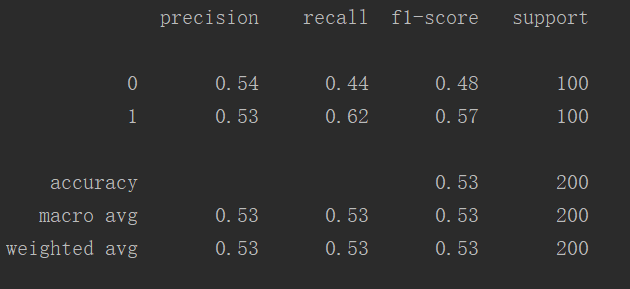 precision recall f1-score support
0 0.54 0.44 0.48 100
1 0.53 0.62 0.57 100
accuracy 0.53 200
macro avg 0.53 0.53 0.53 200
weighted avg 0.53 0.53 0.53 200